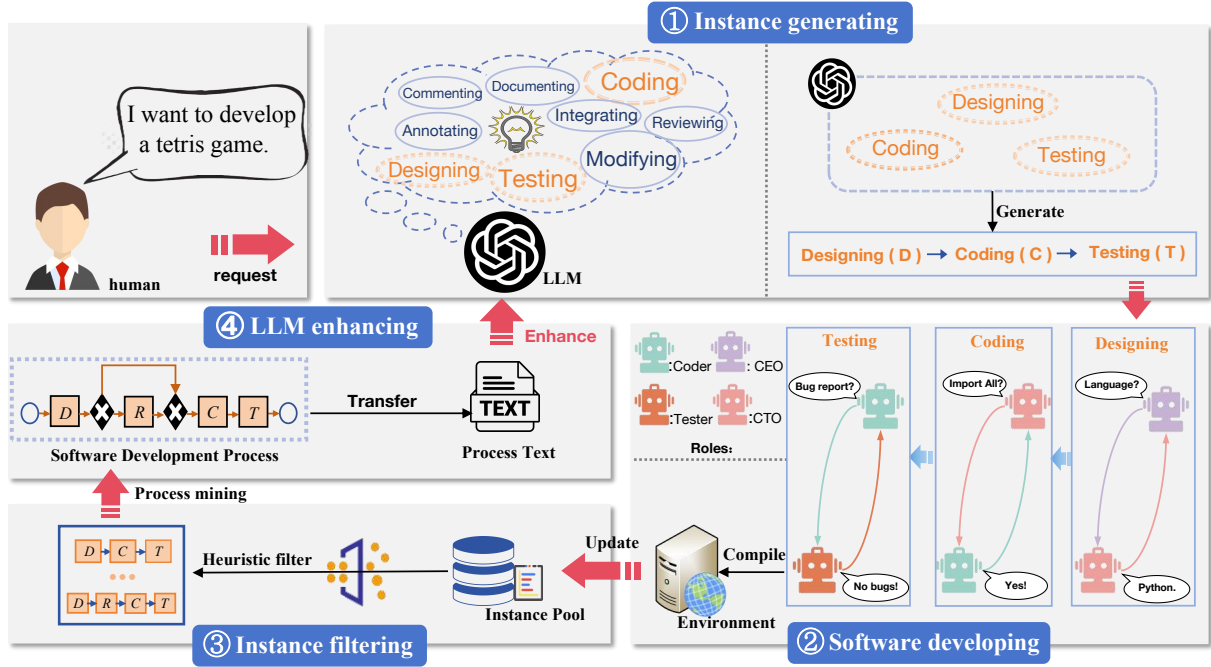 ① Instance generating
I want to develop
a tetris game.
human
request
Commenting
Documenting
Coding
Annotating
Integrating
Reviewing
Designing
Testing
Modifying
LLM
Designing
Coding
Testing
Generate
Designing ( D ) → Coding ( C ) → Testing ( T )
④ LLM enhancing
Enhance
D
R
C
T
Transfer
TEXT
Software Development Process
Process Text
Process mining
:Coder
: CEO
:Tester
:CTO
Roles:
Testing
Bug report?
No bugs!
Coding
Import All?
Yes!
Designing
Language?
Python.
Compile
Environment
② Software developing
Update
Instance Pool
Heuristic filter
D C T
D R C T
③ Instance filtering